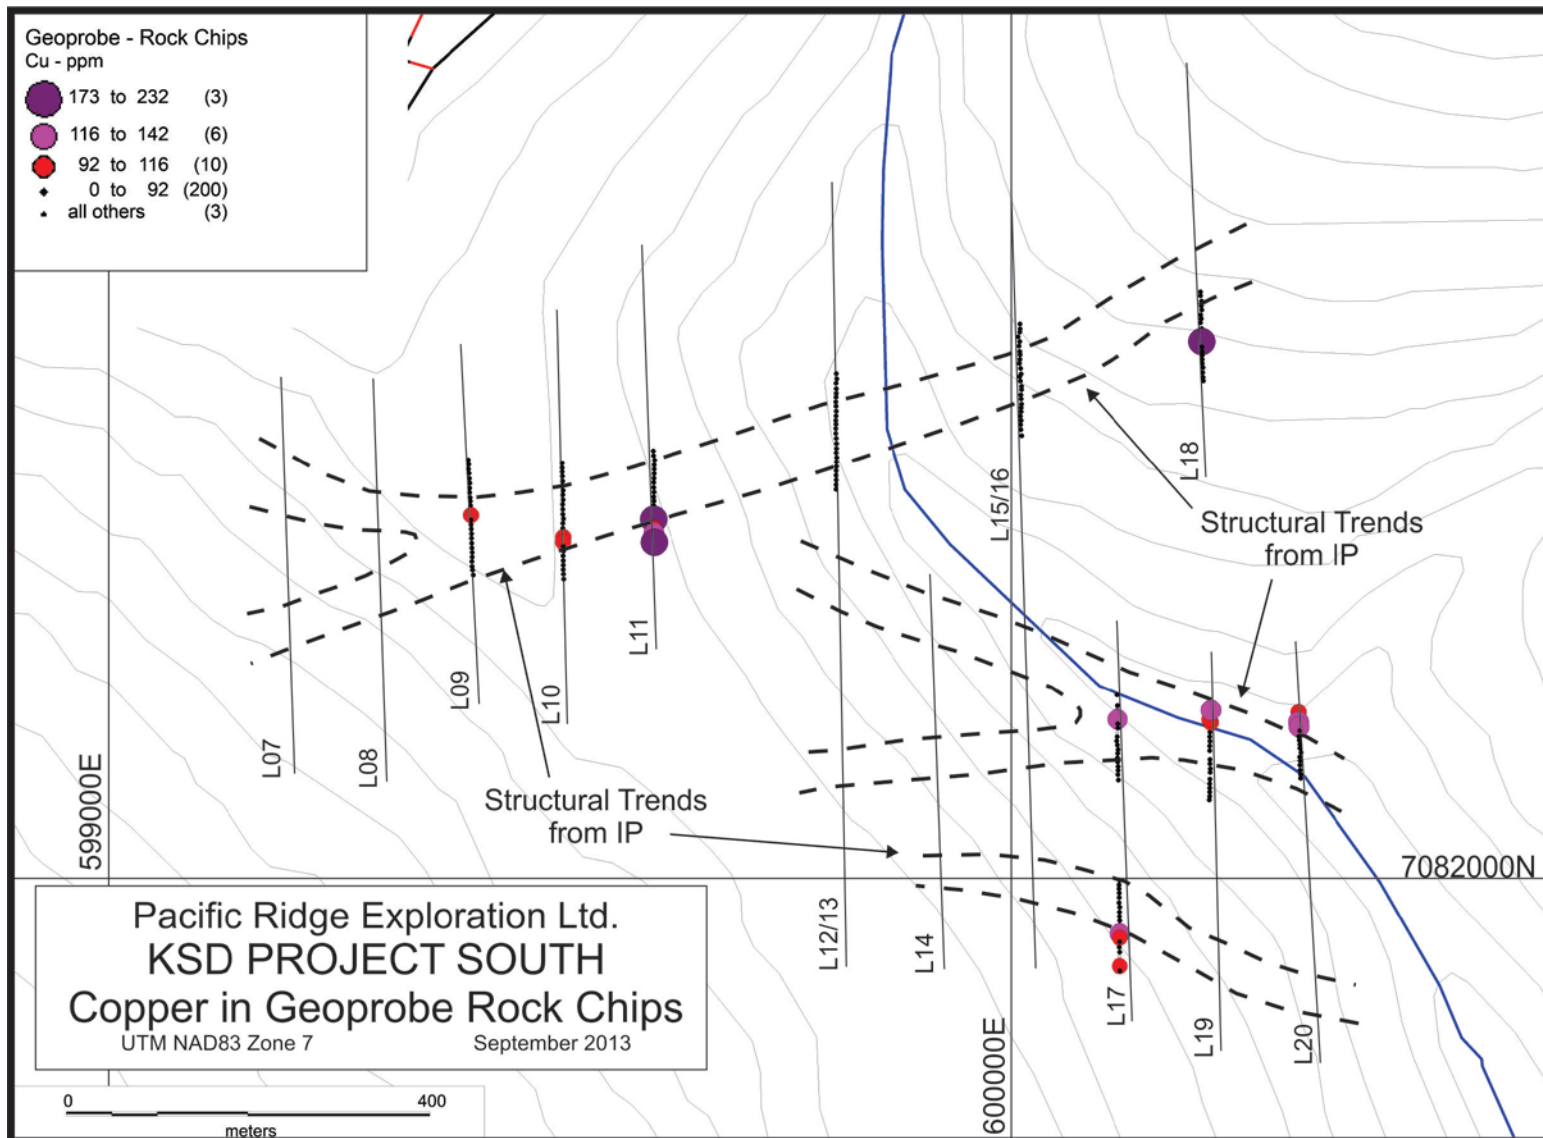 Geoprobe - Rock Chips
Cu - ppm
173 to 232 (3)
116 to 142 (6)
92 to 116 (10)
0 to 92 (200)
all others (3)
L18
L15/16
Structural Trends
from IP
L11
L09
L10
L07
L08
Structural Trends
from IP
599000E
7082000N
L12/13
L14
L17
L19
L20
600000E
Pacific Ridge Exploration Ltd.
KSD PROJECT SOUTH
Copper in Geoprobe Rock Chips
UTM NAD83 Zone 7 September 2013
0 400
meters